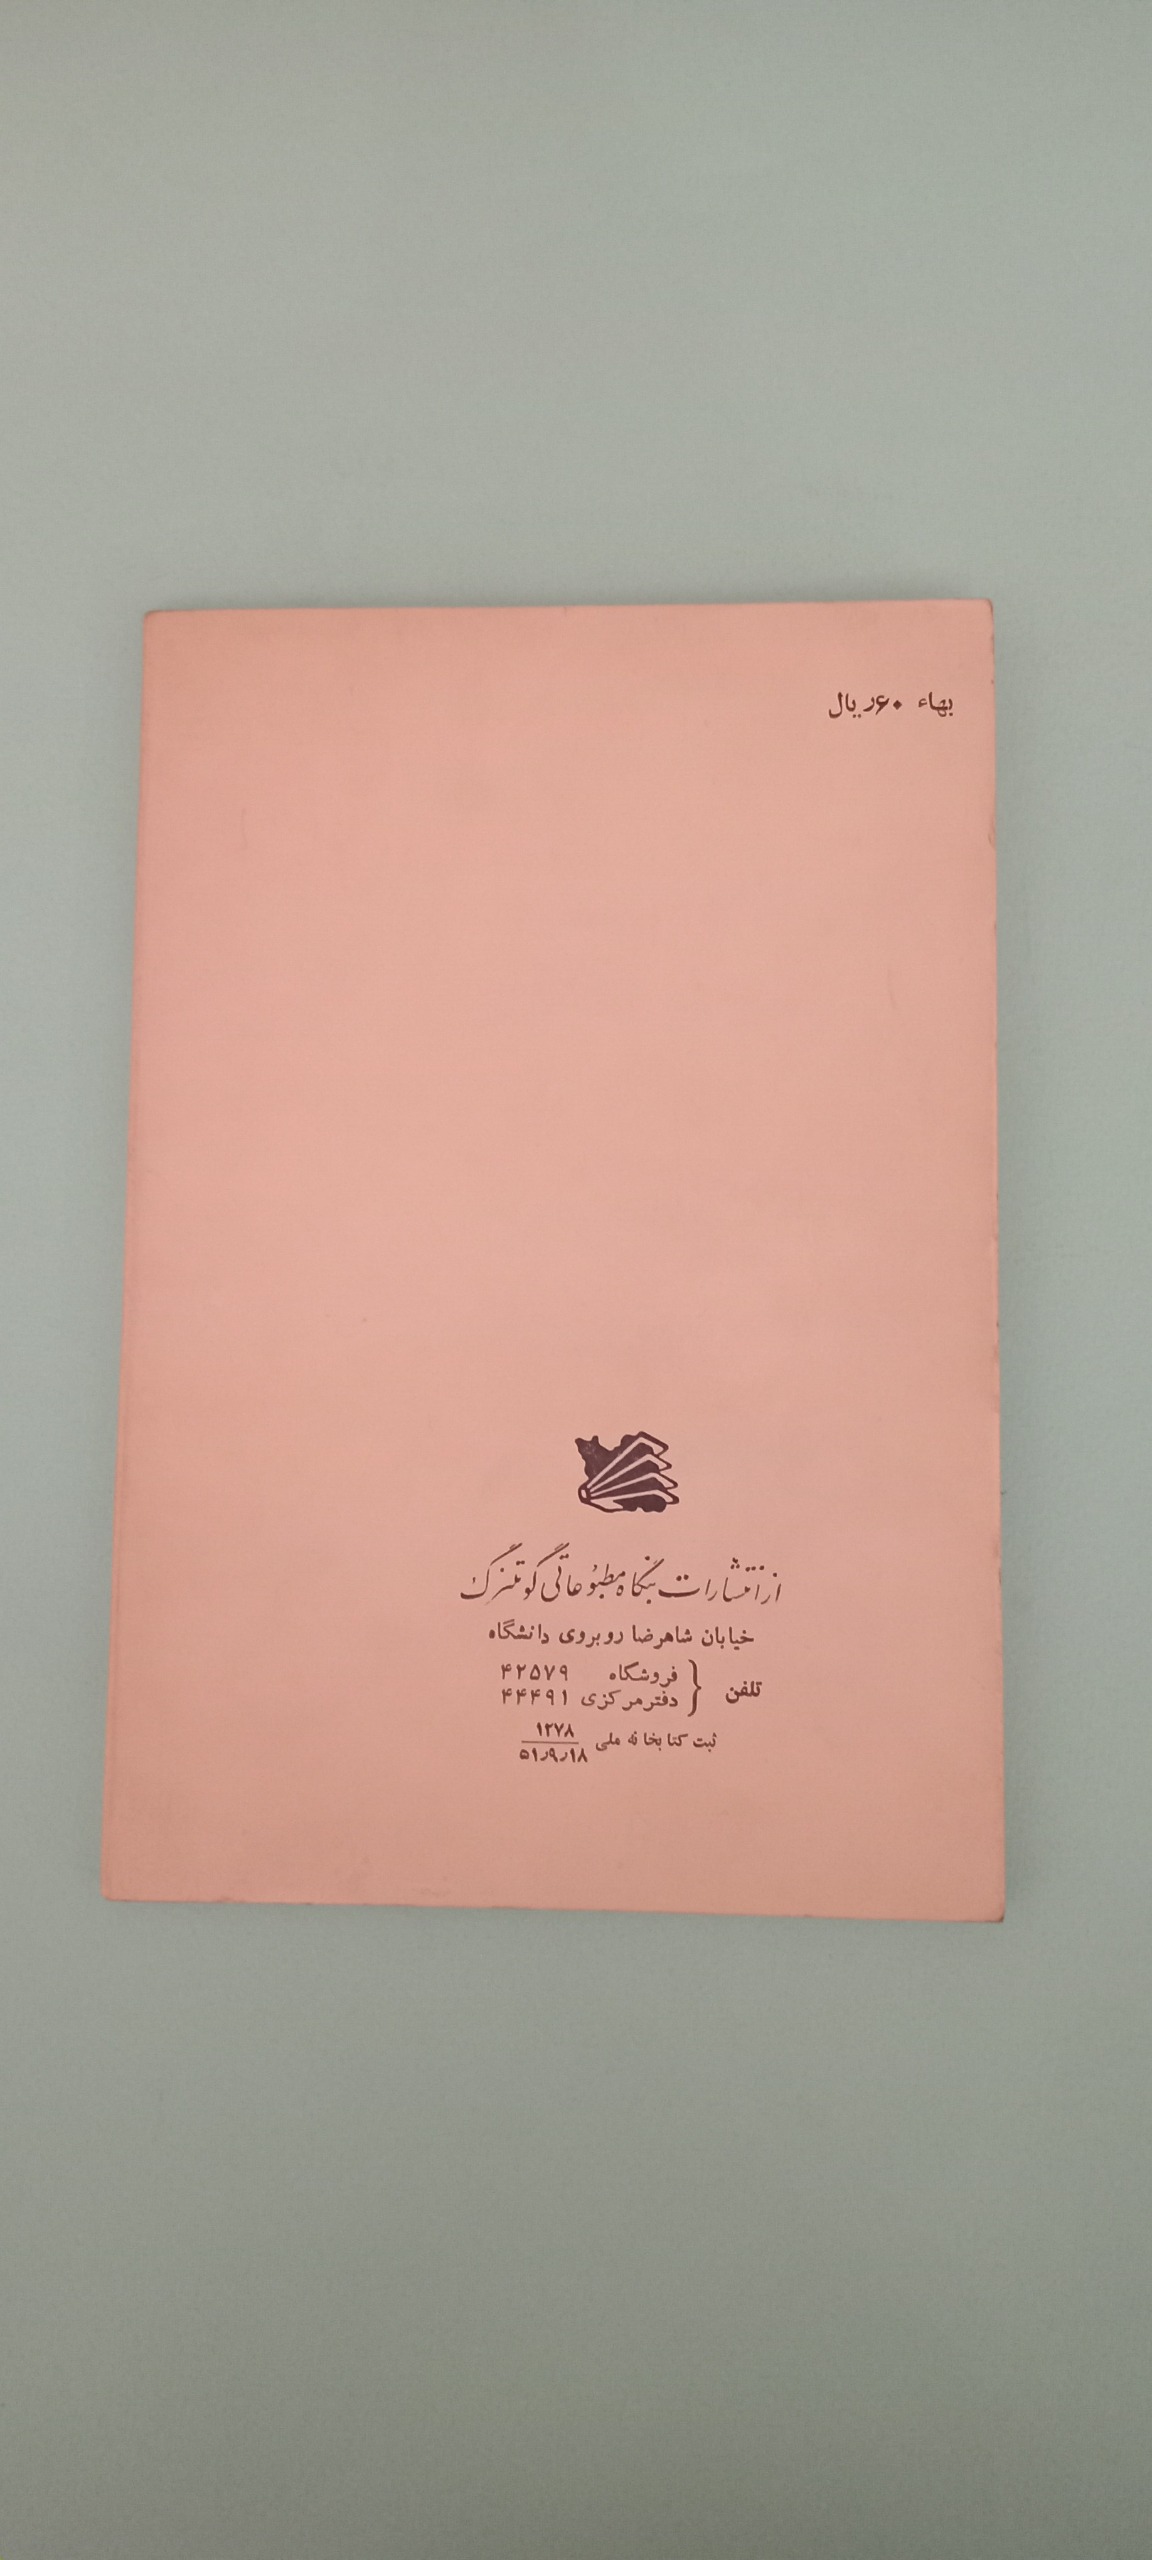 بهاء ۶۰ ریال
از انتشارات بنگاه مطبوعاتی گوتنبرگ
خیابان شاهرضا روبروی دانشگاه
تلفن { فروشگاه ۴۲۵۷۹
دفتر مرکزی ۴۴۴۹۱
ثبت کتابخانه ملی ۱۲۷۸
۵۱٫۹٫۱۸